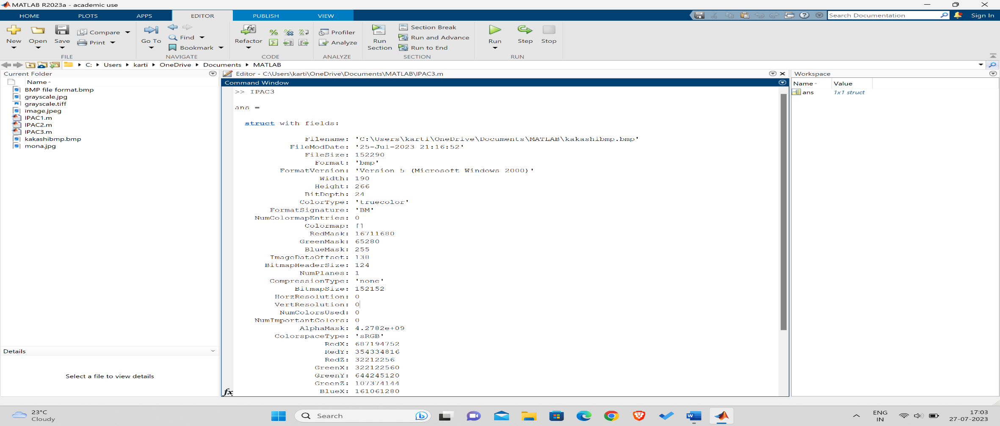 MATLAB R2023a - academic use
HOME PLOTS APPS EDITOR PUBLISH VIEW Search Documentation Sign In
New Open Save Compare Print Go To Find Bookmark Refactor Profiler Analyze Run Section Section Break Run and Advance Run to End Run Step Stop
FILE NAVIGATE CODE ANALYZE SECTION RUN
C: Users karti OneDrive Documents MATLAB
Current Folder
Name
BMP file format.bmp
grayscale.jpg
grayscale.tiff
image.jpeg
IPAC1.m
IPAC2.m
IPAC3.m
kakashibmp.bmp
mona.jpg
Details
Select a file to view details
Editor - C:\Users\karti\OneDrive\Documents\MATLAB\IPAC3.m
Command Window
>> IPAC3
ans =
struct with fields:
Filename: 'C:\Users\karti\OneDrive\Documents\MATLAB\kakashibmp.bmp'
FileModDate: '25-Jul-2023 21:16:52'
FileSize: 152290
Format: 'bmp'
FormatVersion: 'Version 5 (Microsoft Windows 2000)'
Width: 190
Height: 266
BitDepth: 24
ColorType: 'truecolor'
FormatSignature: 'BM'
NumColormapEntries: 0
Colormap: []
RedMask: 16711680
GreenMask: 65280
BlueMask: 255
ImageDataOffset: 138
BitmapHeaderSize: 124
NumPlanes: 1
CompressionType: 'none'
BitmapSize: 152152
HorzResolution: 0
VertResolution: 0
NumColorsUsed: 0
NumImportantColors: 0
AlphaMask: 4.2782e+09
ColorspaceType: 'sRGB'
RedX: 687194752
RedY: 354334816
RedZ: 32212256
GreenX: 322122560
GreenY: 644245120
GreenZ: 107374144
BlueX: 161061280
fx
Workspace
Name Value
ans 1x1 struct
23°C
Cloudy
Search
ENG
IN
17:03
27-07-2023